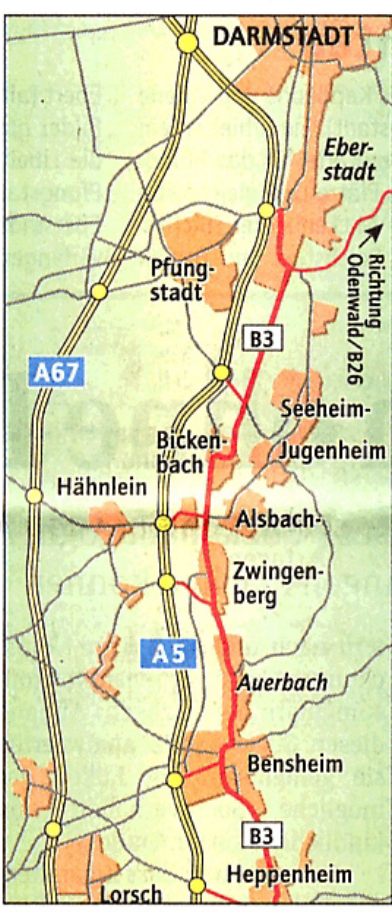 DARMSTADT
Eber-
stadt
Pfung-
stadt
Richtung
Odenwald/B26
B3
A67
Seeheim-
Jugenheim
Bicken-
bach
Hähnlein
Alsbach-
Zwingen-
berg
A5
Auerbach
Bensheim
B3
Heppenheim
Lorsch